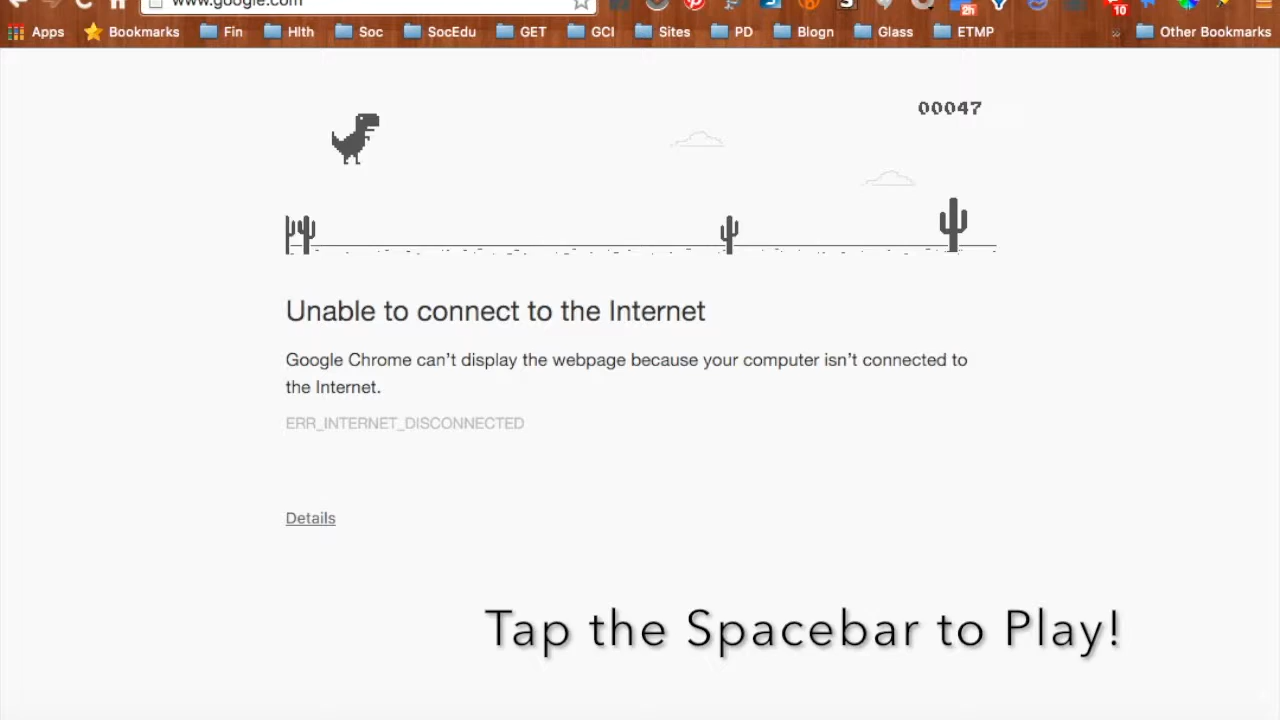 www.google.com
2h
10
Apps Bookmarks Fin Hlth Soc SocEdu GET GCI Sites PD Blogn Glass ETMP » Other Bookmarks
00047
Unable to connect to the Internet
Google Chrome can't display the webpage because your computer isn't connected to
the Internet.
ERR_INTERNET_DISCONNECTED
Details
Tap the Spacebar to Play!